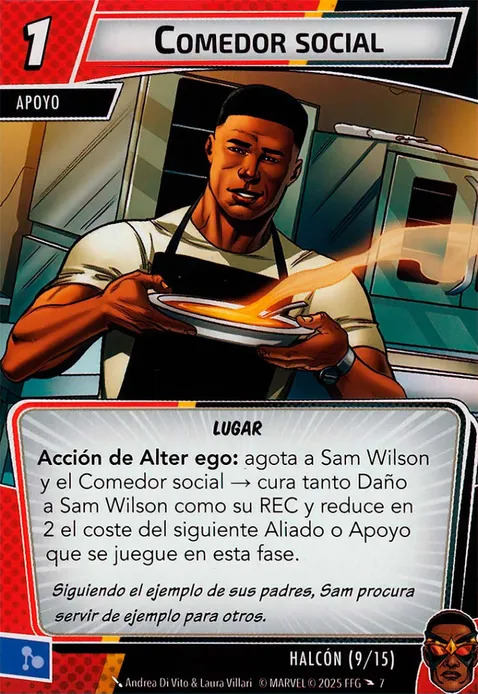 1
COMEDOR SOCIAL
APOYO
LUGAR
Acción de Alter ego: agota a Sam Wilson
y el Comedor social → cura tanto Daño
a Sam Wilson como su REC y reduce en
2 el coste del siguiente Aliado o Apoyo
que se juegue en esta fase.
Siguiendo el ejemplo de sus padres, Sam procura
servir de ejemplo para otros.
HALCÓN (9/15)
Andrea Di Vito & Laura Villari © MARVEL © 2025 FFG 7